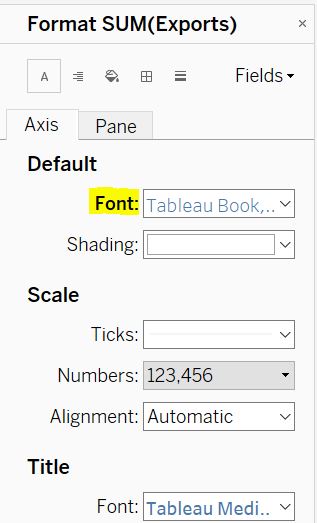 Format SUM(Exports)
A
Fields
Axis Pane
Default
Font: Tableau Book,..
Shading:
Scale
Ticks:
Numbers: 123,456
Alignment: Automatic
Title
Font: Tableau Medi..